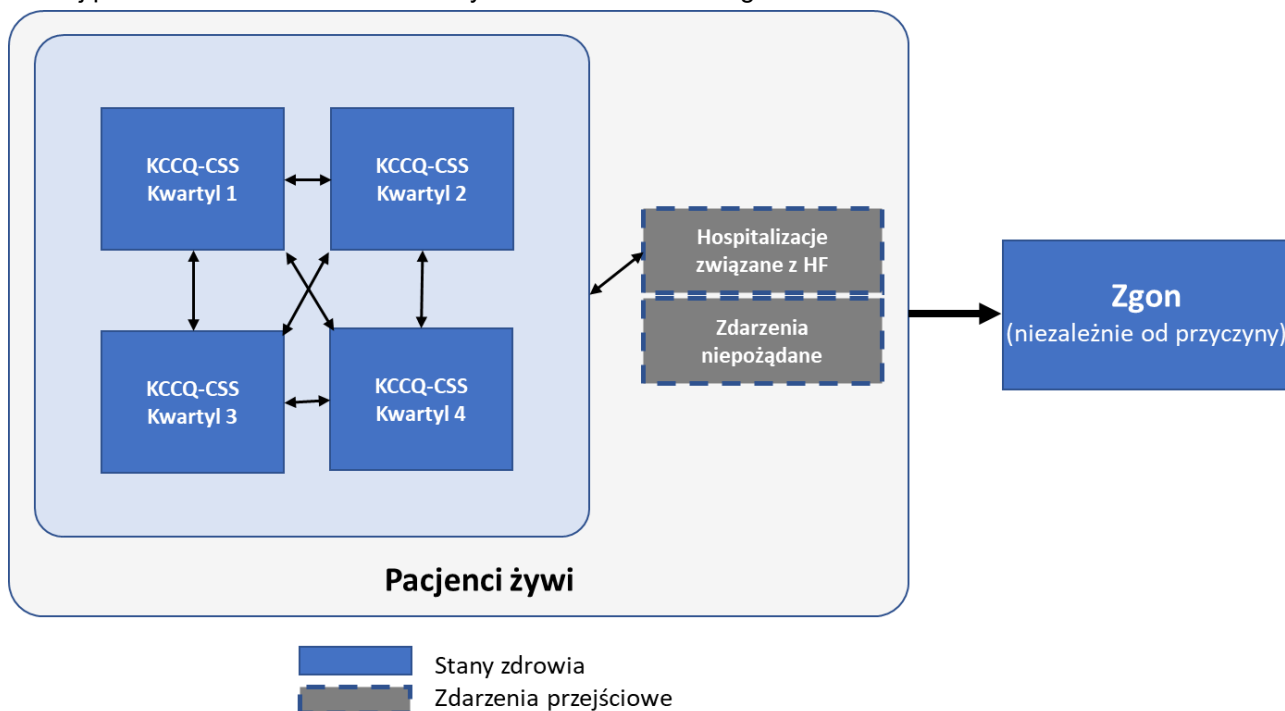 KCCQ-CSS
Kwartyl 1
KCCQ-CSS
Kwartyl 2
KCCQ-CSS
Kwartyl 3
KCCQ-CSS
Kwartyl 4
Hospitalizacje
związane z HF
Zdarzenia
niepożądane
Zgon
(niezależnie od przyczyny)
Pacjenci żywi
Stany zdrowia
Zdarzenia przejściowe